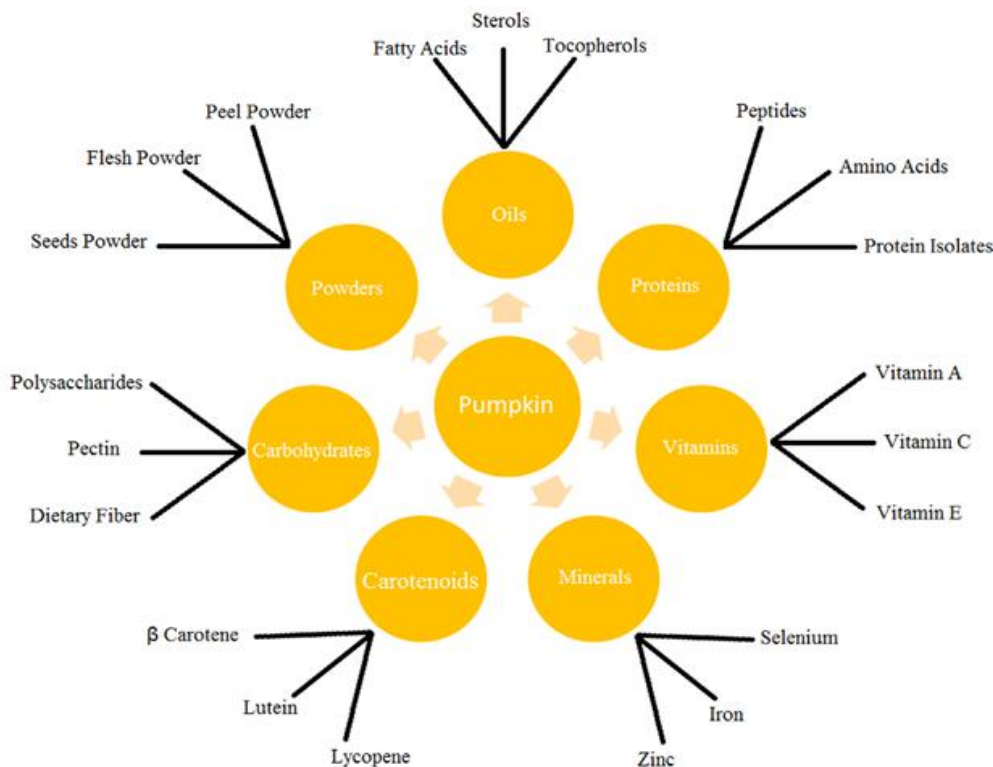 Sterols
Fatty Acids
Tocopherols
Peel Powder
Peptides
Flesh Powder
Amino Acids
Seeds Powder
Protein Isolates
Oils
Powders
Proteins
Pumpkin
Polysaccharides
Vitamin A
Pectin
Carbohydrates
Vitamins
Vitamin C
Dietary Fiber
Vitamin E
Carotenoids
Minerals
β Carotene
Selenium
Lutein
Iron
Lycopene
Zinc